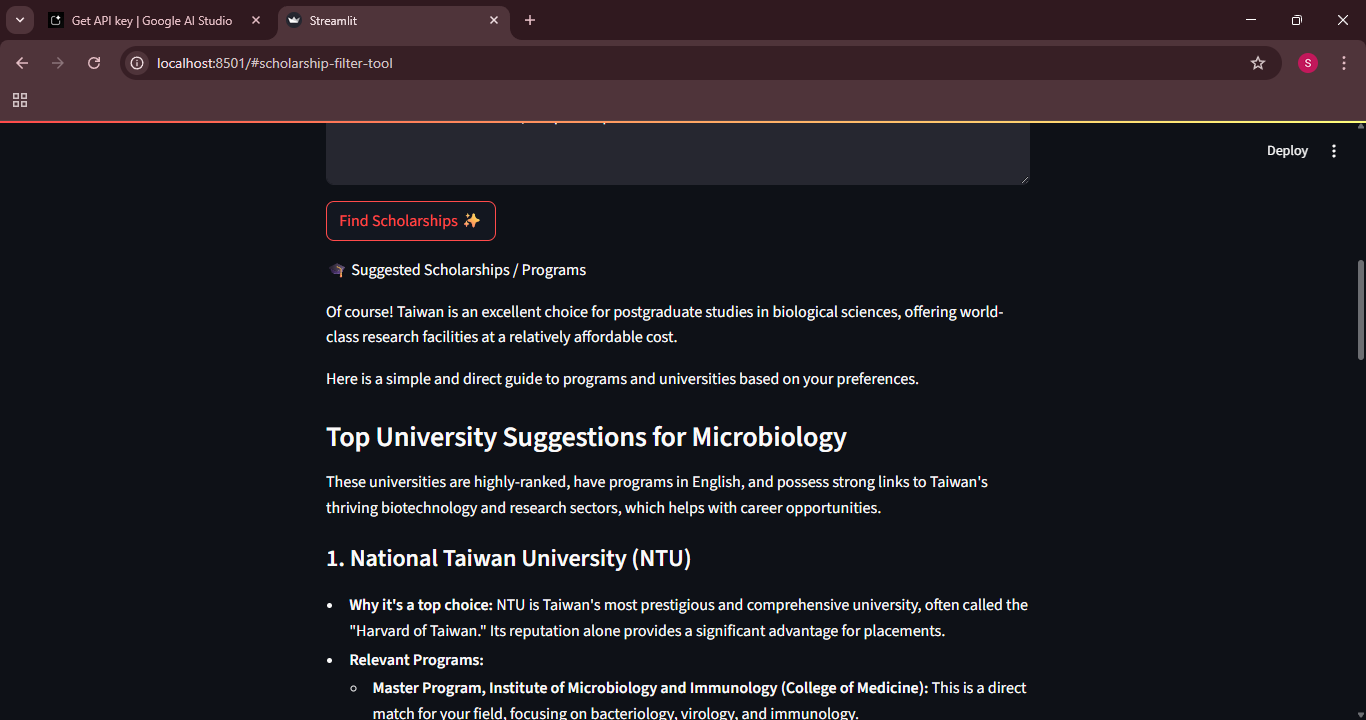 Get API key | Google AI Studio
Streamlit
localhost:8501/#scholarship-filter-tool
S
Deploy
Find Scholarships ✨
🎓 Suggested Scholarships / Programs
Of course! Taiwan is an excellent choice for postgraduate studies in biological sciences, offering world-
class research facilities at a relatively affordable cost.
Here is a simple and direct guide to programs and universities based on your preferences.
Top University Suggestions for Microbiology
These universities are highly-ranked, have programs in English, and possess strong links to Taiwan's
thriving biotechnology and research sectors, which helps with career opportunities.
1. National Taiwan University (NTU)
• Why it's a top choice: NTU is Taiwan's most prestigious and comprehensive university, often called the
"Harvard of Taiwan." Its reputation alone provides a significant advantage for placements.
• Relevant Programs:
◦ Master Program, Institute of Microbiology and Immunology (College of Medicine): This is a direct
match for your field, focusing on bacteriology, virology, and immunology.